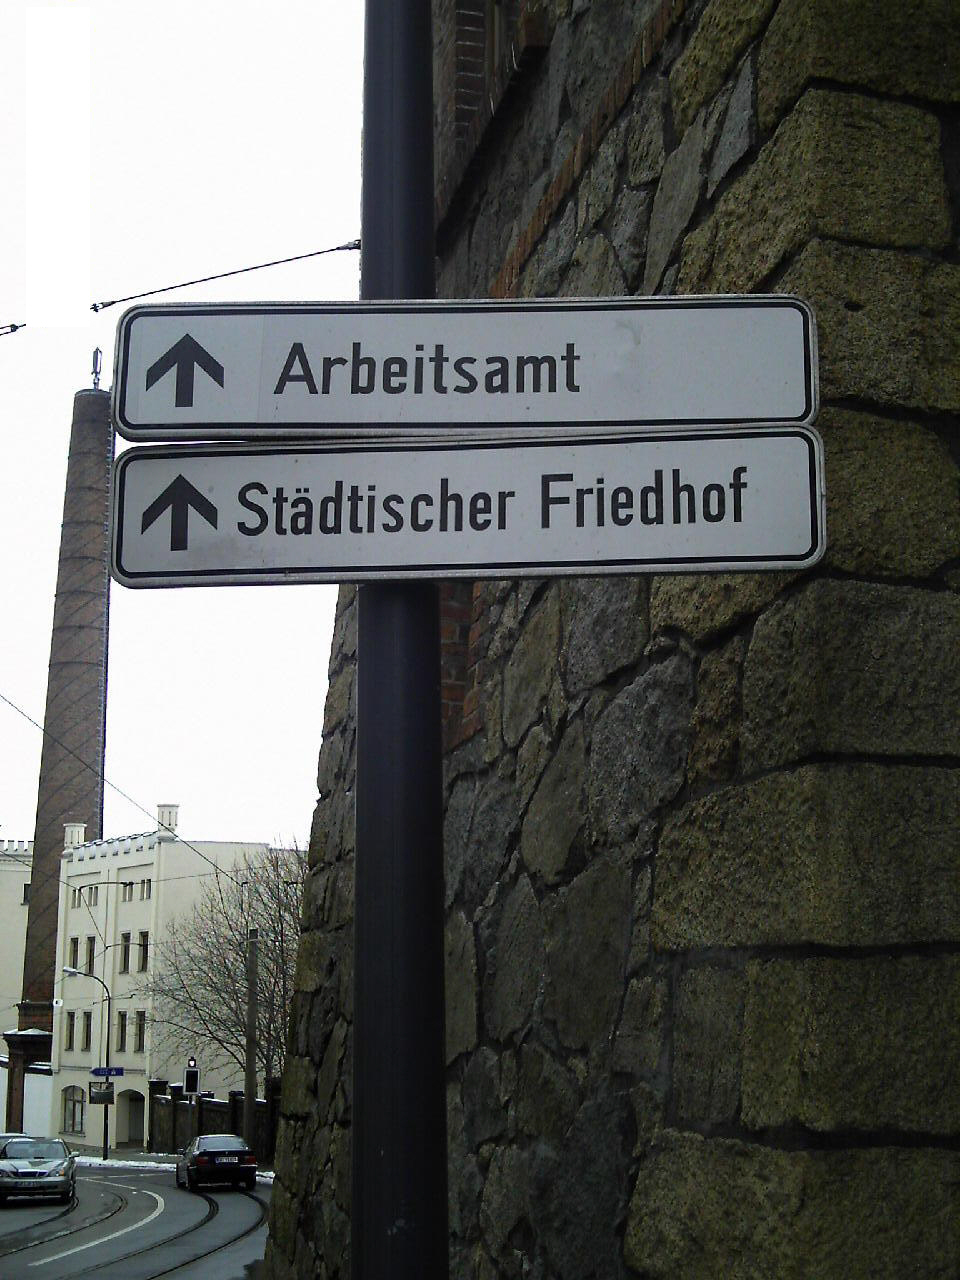 Arbeitsamt
Städtischer Friedhof